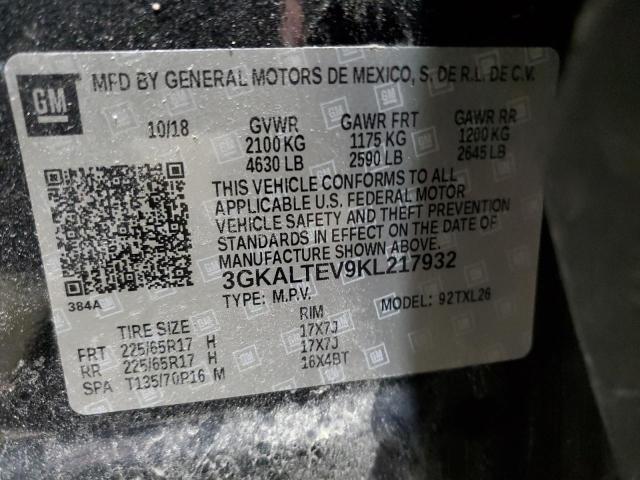 GM
MFD BY GENERAL MOTORS DE MEXICO, S. DE R.L. DE C.V.
10/18 GVWR GAWR FRT GAWR RR
2100 KG 1175 KG 1200 KG
4630 LB 2590 LB 2645 LB
THIS VEHICLE CONFORMS TO ALL
APPLICABLE U.S. FEDERAL MOTOR
VEHICLE SAFETY AND THEFT PREVENTION
STANDARDS IN EFFECT ON THE DATE OF
MANUFACTURE SHOWN ABOVE.
3GKALTEV9KL217932
384A
TYPE: M.P.V. MODEL: 92TXL26
TIRE SIZE RIM
FRT 225/65R17 H 17X7J
RR 225/65R17 H 17X7J
SPA T135/70P16 M 16X4BT